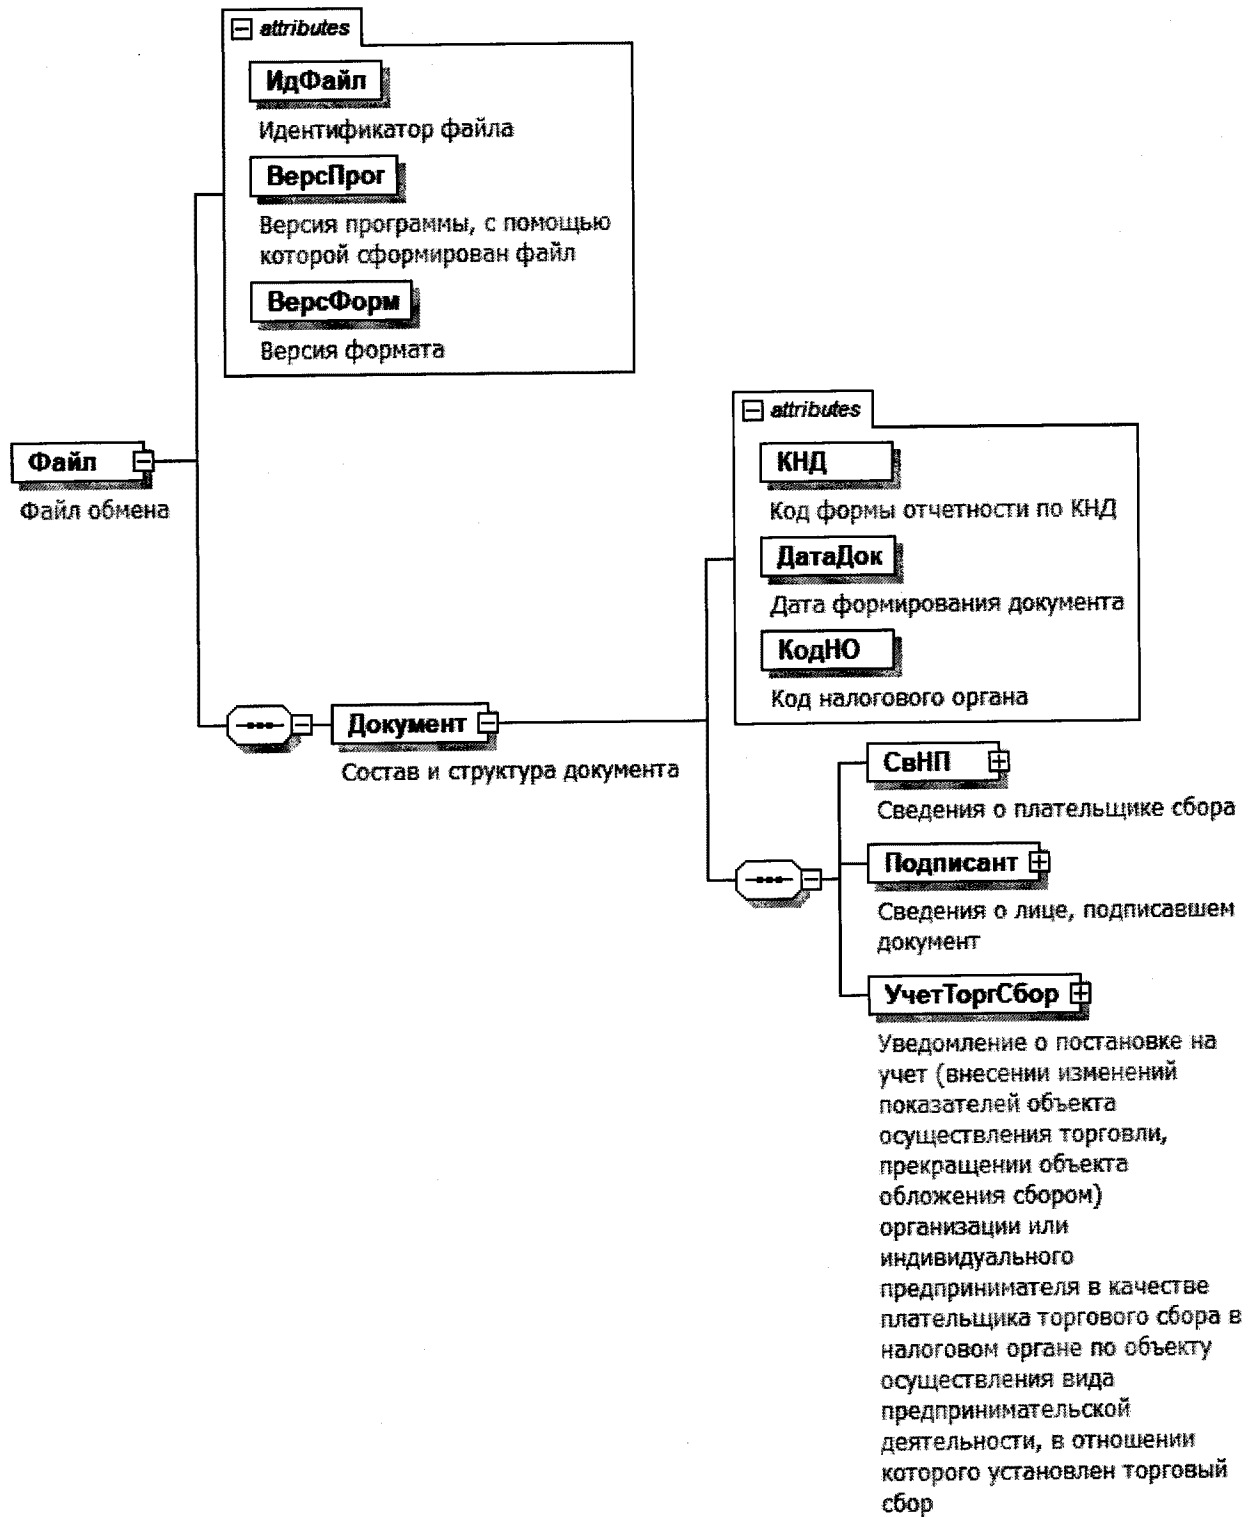 attributes
ИдФайл
Идентификатор файла
ВерсПрог
Версия программы, с помощью
которой сформирован файл
ВерсФорм
Версия формата
Файл
Файл обмена
Документ
Состав и структура документа
attributes
КНД
Код формы отчетности по КНД
ДатаДок
Дата формирования документа
КодНО
Код налогового органа
СвНП
Сведения о плательщике сбора
Подписант
Сведения о лице, подписавшем
документ
УчетТоргСбор
Уведомление о постановке на
учет (внесении изменений
показателей объекта
осуществления торговли,
прекращении объекта
обложения сбором)
организации или
индивидуального
предпринимателя в качестве
плательщика торгового сбора в
налоговом органе по объекту
осуществления вида
предпринимательской
деятельности, в отношении
которого установлен торговый
сбор